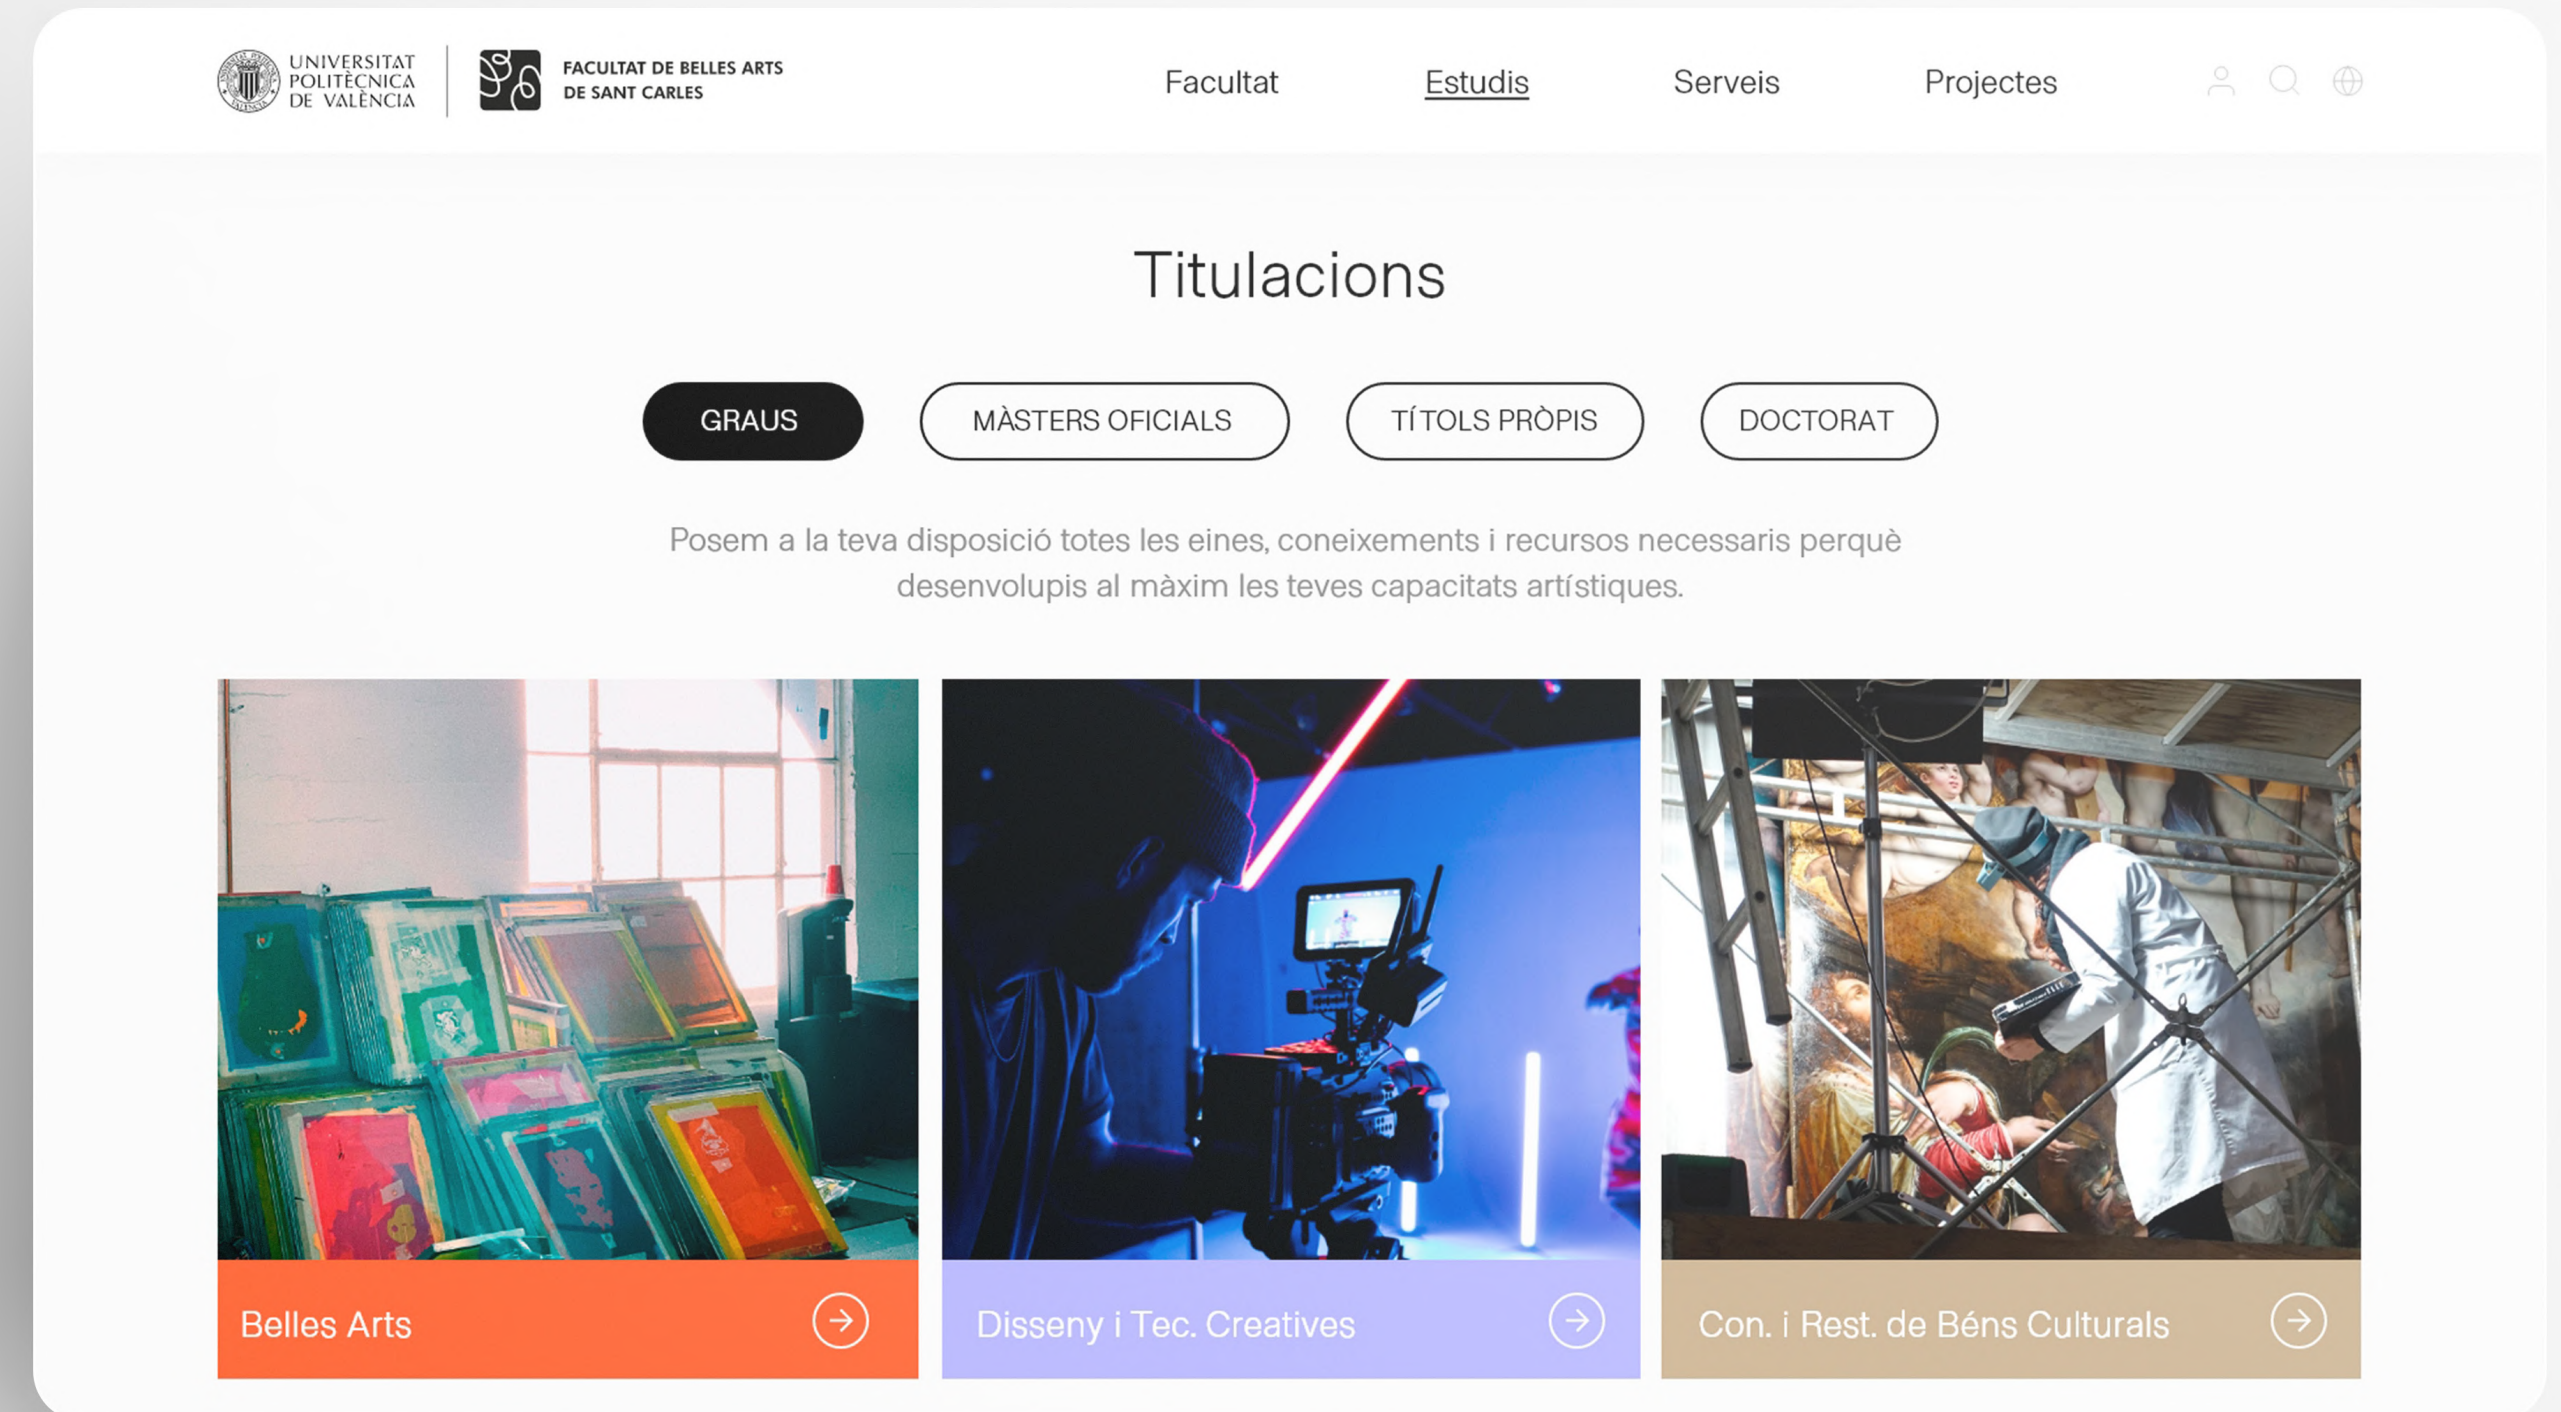 UNIVERSITAT
POLITÈCNICA
DE VALÈNCIA
FACULTAT DE BELLES ARTS
DE SANT CARLES
Facultat
Estudis
Serveis
Projectes
Titulacions
GRAUS
MÀSTERS OFICIALS
TÍTOLS PRÒPIS
DOCTORAT
Posem a la teva disposició totes les eines, coneixements i recursos necessaris perquè
desenvolupis al màxim les teves capacitats artístiques.
Belles Arts
Disseny i Tec. Creatives
Con. i Rest. de Béns Culturals